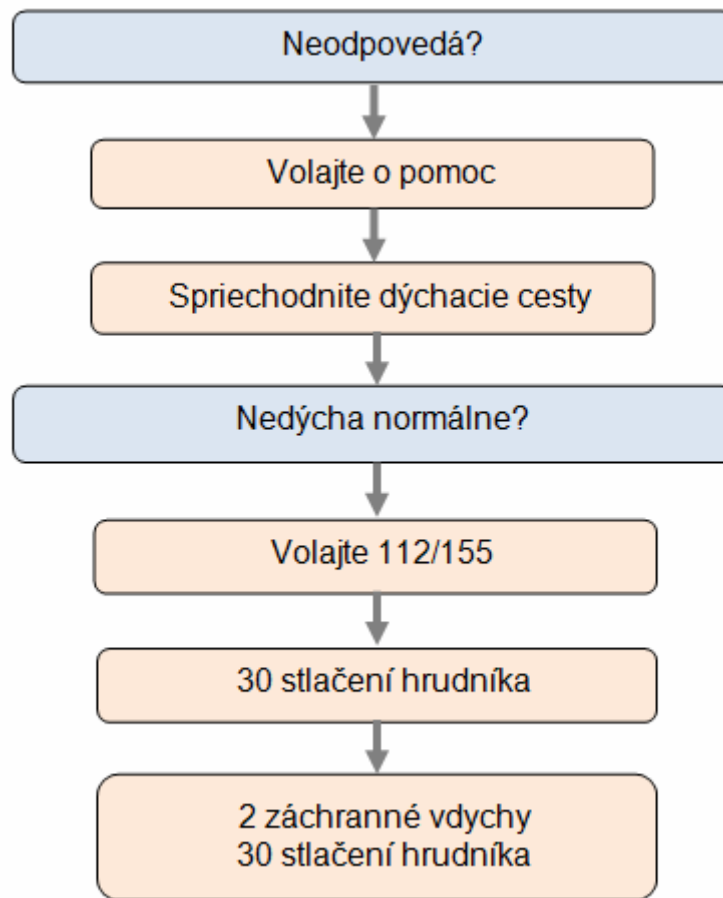 Neodpovedá?
Volajte o pomoc
Spriechodnite dýchacie cesty
Nedýcha normálne?
Volajte 112/155
30 stlačení hrudníka
2 záchranné vdychy
30 stlačení hrudníka